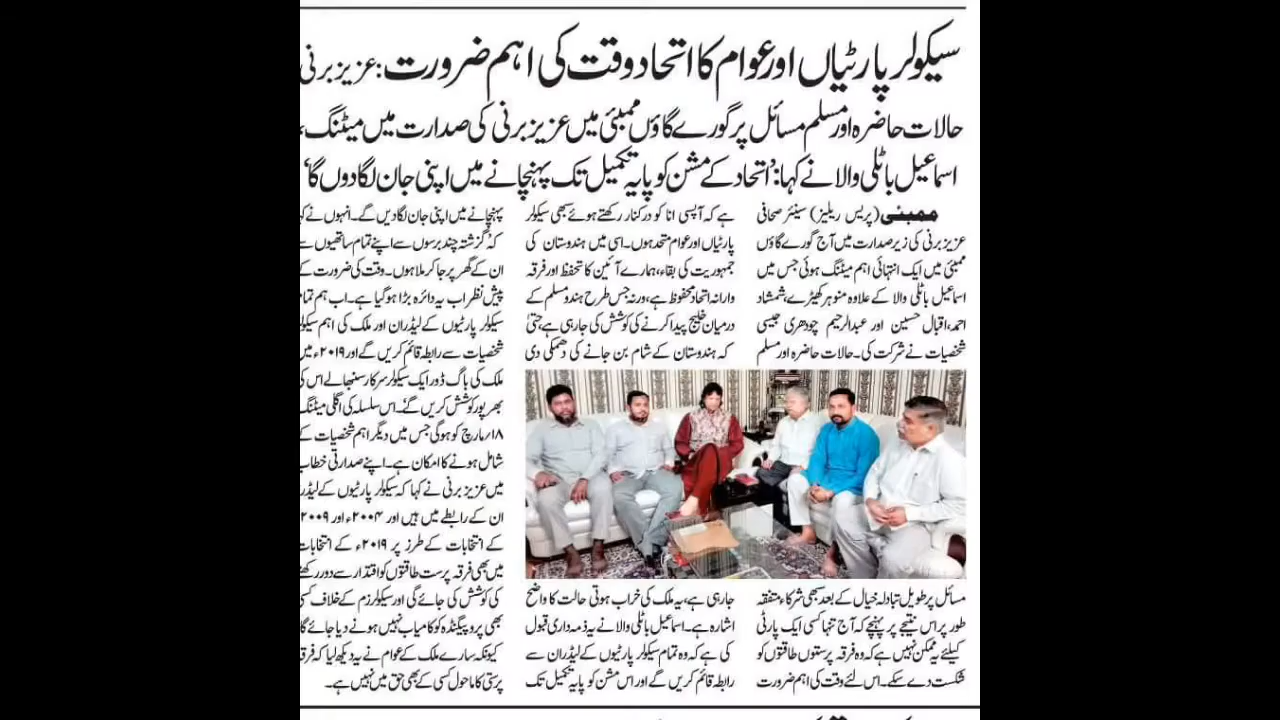 سیکولر پارٹیاں اور عوام کا اتحاد وقت کی اہم ضرورت: عزیز برنی
حالات حاضرہ اور مسلم مسائل پر گورے گاؤں ممبئی میں عزیز برنی کی صدارت میں میٹنگ،
اسماعیل باٹلی والا نے کہا: ’اتحاد کے مشن کو پایہ تکمیل تک پہنچانے میں اپنی جان لگا دوں گا‘
ممبئی (پریس ریلیز) سینئر صحافی
عزیز برنی کی زیر صدارت میں آج گورے گاؤں
ممبئی میں ایک انتہائی اہم میٹنگ ہوئی جس میں
اسماعیل باٹلی والا کے علاوہ منوہر کھیڑے، شمشاد
احمد، اقبال حسین اور عبدالرحیم چودھری جیسی
شخصیات نے شرکت کی۔ حالات حاضرہ اور مسلم
مسائل پر طویل تبادلہ خیال کے بعد سبھی شرکاء متفقہ
طور پر اس نتیجے پر پہنچے کہ آج تنہا کسی ایک پارٹی
کیلئے یہ ممکن نہیں ہے کہ وہ فرقہ پرستوں طاقتوں کو
شکست دے سکے۔ اس لئے وقت کی اہم ضرورت
ہے کہ آپسی انا کو درکنار رکھتے ہوئے سبھی سیکولر
پارٹیاں اور عوام متحد ہوں۔ اسی میں ہندوستان کی
جمہوریت کی بقاء، ہمارے آئین کا تحفظ اور فرقہ
وارانہ اتحاد محفوظ ہے، ورنہ جس طرح ہندو مسلم کے
درمیان خلیج پیدا کرنے کی کوشش کی جا رہی ہے، حتیٰ
کہ ہندوستان کے شام بن جانے کی دھمکی دی
جا رہی ہے، یہ ملک کی خراب ہوتی حالت کا واضح
اشارہ ہے۔ اسماعیل باٹلی والا نے یہ ذمہ داری قبول
کی ہے کہ وہ تمام سیکولر پارٹیوں کے لیڈران سے
رابطہ قائم کریں گے اور اس مشن کو پایہ تکمیل تک
پہنچانے میں اپنی جان لگا دیں گے۔ انہوں نے
کہ گزشتہ چند برسوں سے اپنے تمام ساتھیوں سے
ان کے گھر پر جا کر ملا ہوں۔ وقت کی ضرورت کے
پیش نظر اب یہ دائرہ بڑا ہو گیا ہے۔ اب ہم تمام
سیکولر پارٹیوں کے لیڈران اور ملک کی اہم سیکولر
شخصیات سے رابطہ قائم کریں گے اور ۲۰۱۹ء میں
ملک کی باگ ڈور ایک سیکولر سرکار سنبھالے اس کی
بھرپور کوشش کریں گے۔ اس سلسلہ کی اگلی میٹنگ
۱۸؍مارچ کو ہوگی جس میں دیگر اہم شخصیات کے
شامل ہونے کا امکان ہے۔ اپنے صدارتی خطاب
میں عزیز برنی نے کہا کہ سیکولر پارٹیوں کے لیڈران
ان کے رابطے میں ہیں اور ۲۰۰۴ء اور ۲۰۰۹
کے انتخابات کے طرز پر ۲۰۱۹ء کے انتخابات
میں بھی فرقہ پرست طاقتوں کو اقتدار سے دور رکھنے
کی کوشش کی جائے گی اور سیکولرزم کے خلاف کسی
بھی پروپیگنڈہ کو کامیاب نہیں ہونے دیا جائے گا
کیونکہ سارے ملک کے عوام نے یہ دیکھ لیا کہ فرقہ
پرستی کا ماحول کسی کے بھی حق میں نہیں ہے۔